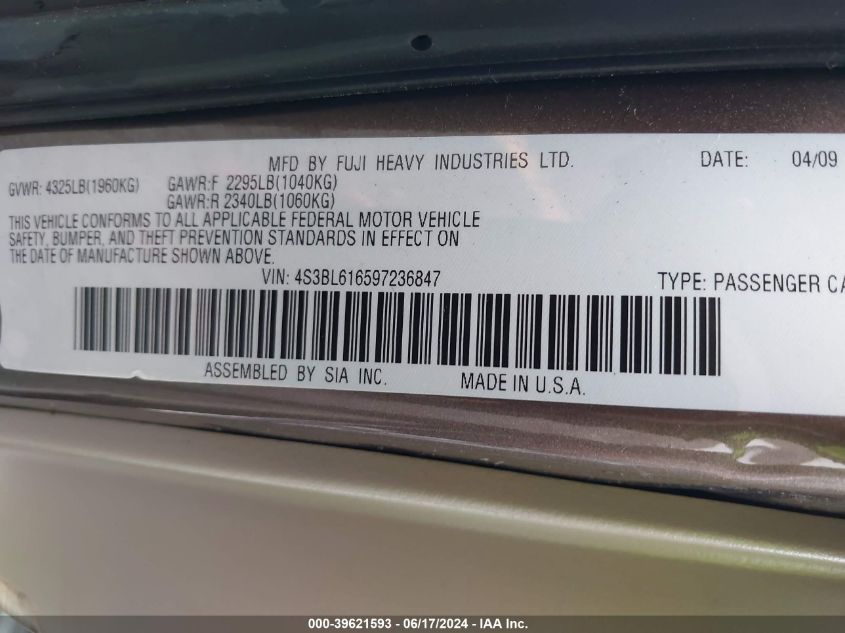 MFD BY FUJI HEAVY INDUSTRIES LTD. DATE: 04/09
GVWR: 4325LB(1960KG) GAWR:F 2295LB(1040KG)
GAWR:R 2340LB(1060KG)
THIS VEHICLE CONFORMS TO ALL APPLICABLE FEDERAL MOTOR VEHICLE
SAFETY, BUMPER, AND THEFT PREVENTION STANDARDS IN EFFECT ON
THE DATE OF MANUFACTURE SHOWN ABOVE.
VIN: 4S3BL616597236847 TYPE: PASSENGER CA
ASSEMBLED BY SIA INC. MADE IN U.S.A.
000-39621593 - 06/17/2024 - IAA Inc.